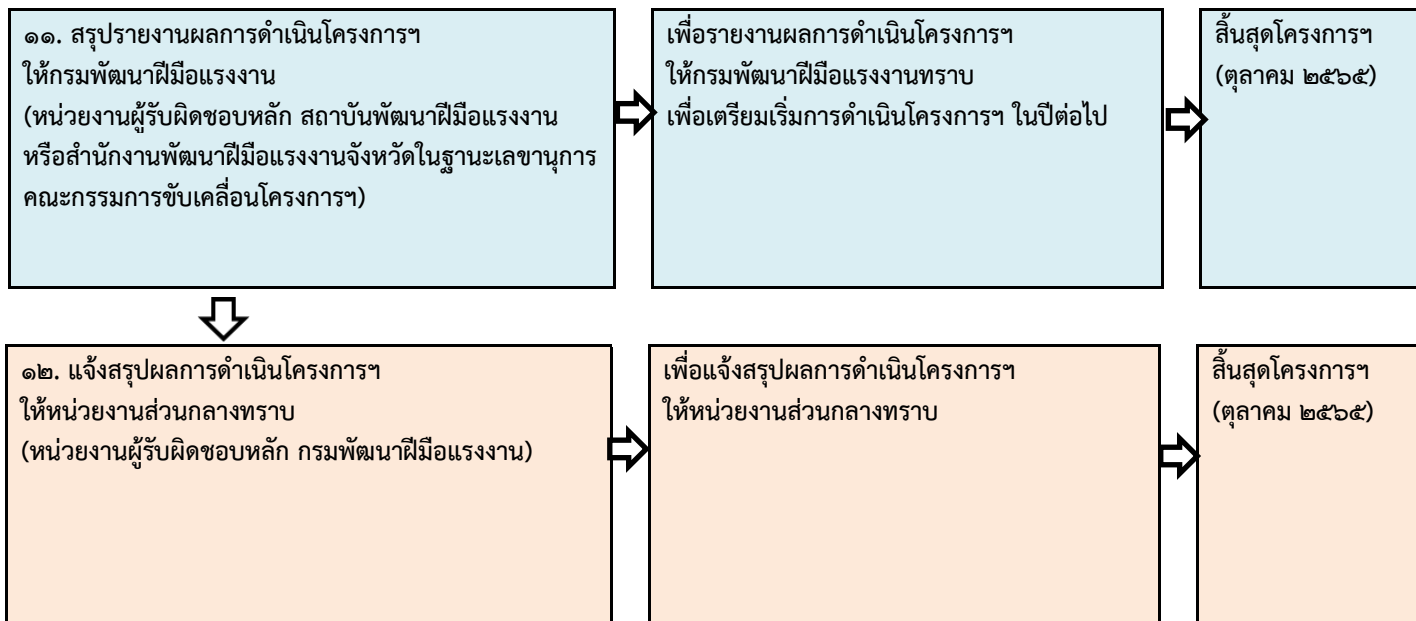 ๑๑. สรุปรายงานผลการดำเนินโครงการฯ
ให้กรมพัฒนาฝีมือแรงงาน
(หน่วยงานผู้รับผิดชอบหลัก สถาบันพัฒนาฝีมือแรงงาน
หรือสำนักงานพัฒนาฝีมือแรงงานจังหวัดในฐานะเลขานุการ
คณะกรรมการขับเคลื่อนโครงการฯ)
เพื่อรายงานผลการดำเนินโครงการฯ
ให้กรมพัฒนาฝีมือแรงงานทราบ
เพื่อเตรียมเริ่มการดำเนินโครงการฯ ในปีต่อไป
สิ้นสุดโครงการฯ
(ตุลาคม ๒๕๖๕)
๑๒. แจ้งสรุปผลการดำเนินโครงการฯ
ให้หน่วยงานส่วนกลางทราบ
(หน่วยงานผู้รับผิดชอบหลัก กรมพัฒนาฝีมือแรงงาน)
เพื่อแจ้งสรุปผลการดำเนินโครงการฯ
ให้หน่วยงานส่วนกลางทราบ
สิ้นสุดโครงการฯ
(ตุลาคม ๒๕๖๕)